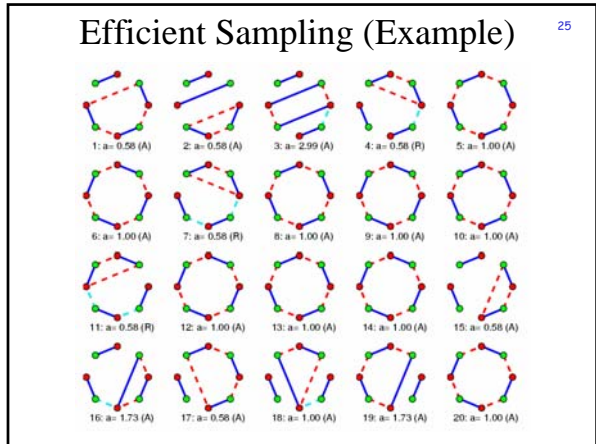 Efficient Sampling (Example)
25
1: a= 0.58 (A)
2: a= 0.58 (A)
3: a= 2.99 (A)
4: a= 0.58 (R)
5: a= 1.00 (A)
6: a= 1.00 (A)
7: a= 0.58 (R)
8: a= 1.00 (A)
9: a= 1.00 (A)
10: a= 1.00 (A)
11: a= 0.58 (R)
12: a= 1.00 (A)
13: a= 1.00 (A)
14: a= 1.00 (A)
15: a= 0.58 (A)
16: a= 1.73 (A)
17: a= 0.58 (A)
18: a= 1.00 (A)
19: a= 1.73 (A)
20: a= 1.00 (A)